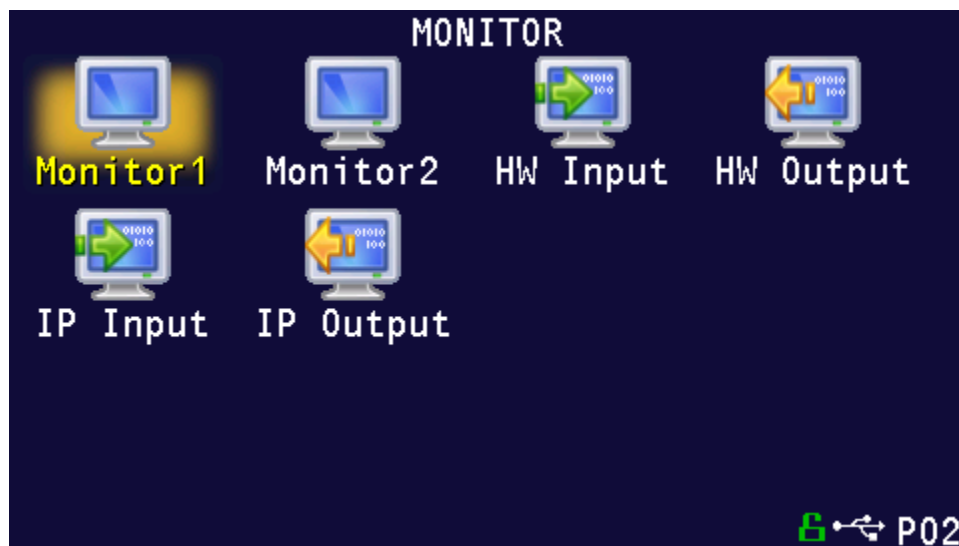 MONITOR
Monitor1 Monitor2 HW Input HW Output
IP Input IP Output
P02